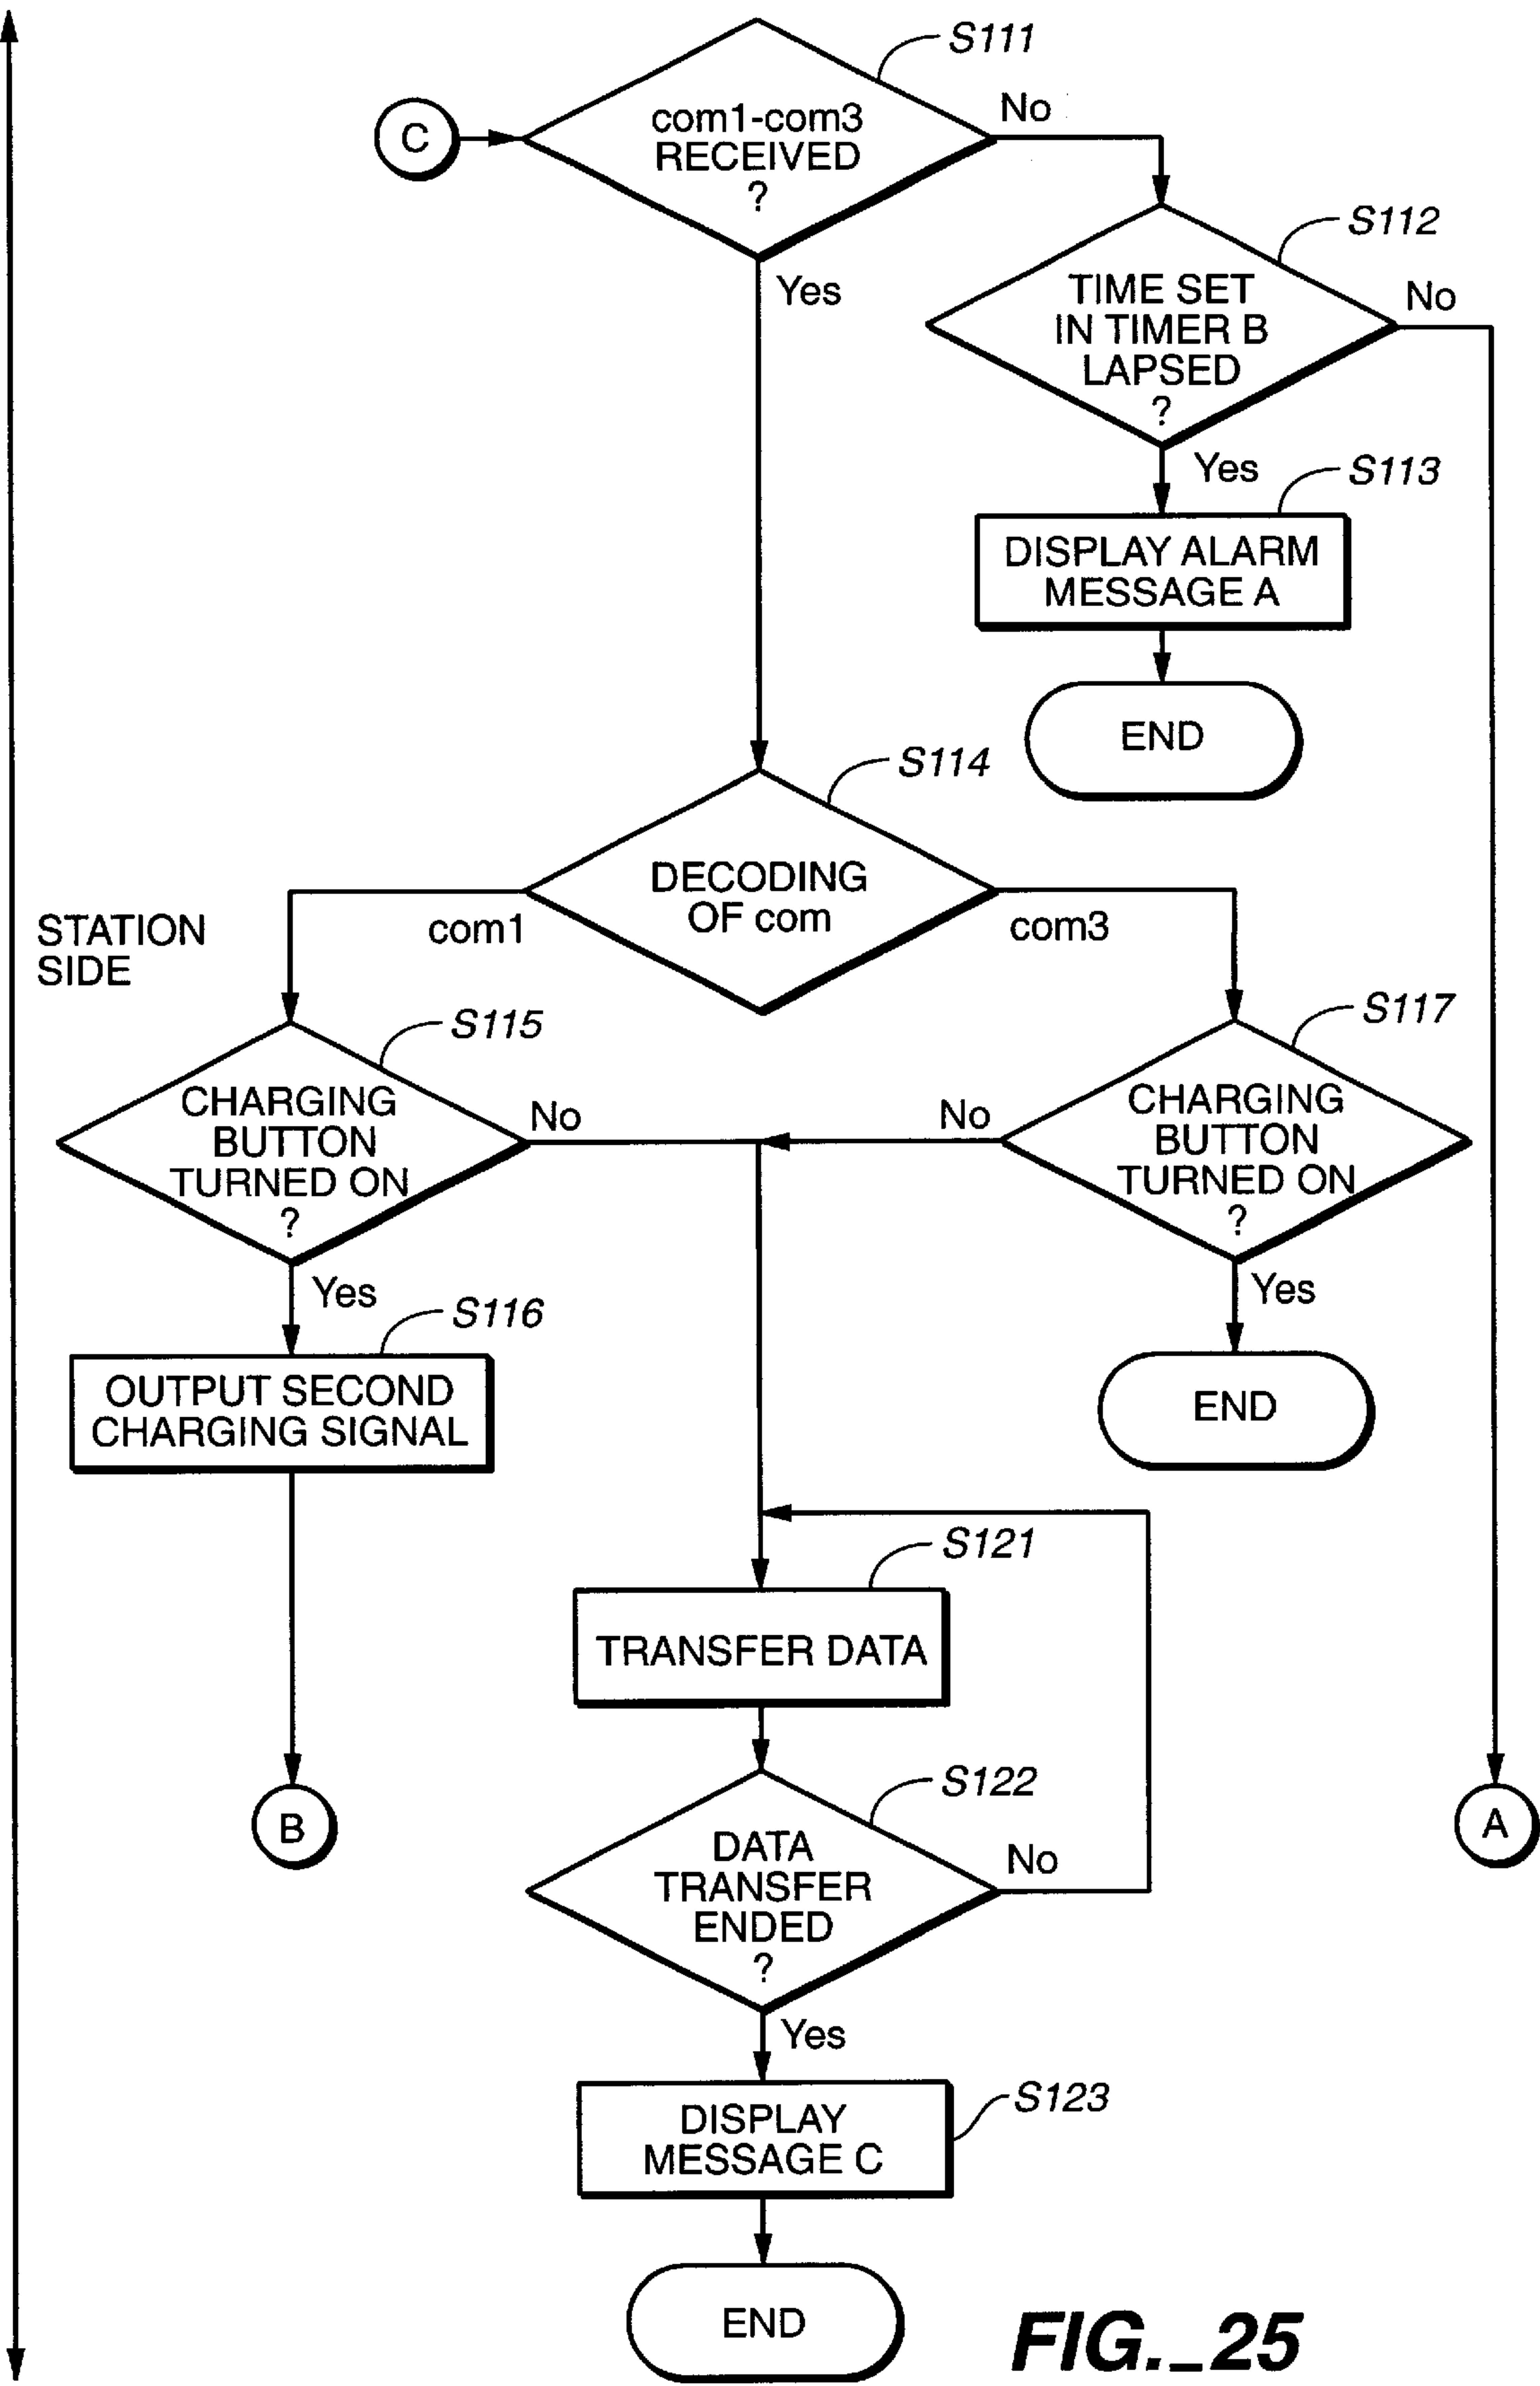 S111
C
com1-com3
RECEIVED
?
No
Yes
S112
TIME SET
IN TIMER B
LAPSED
?
No
Yes
S113
DISPLAY ALARM
MESSAGE A
END
S114
DECODING
OF com
com1
com3
STATION
SIDE
S115
CHARGING
BUTTON
TURNED ON
?
No
Yes
S117
CHARGING
BUTTON
TURNED ON
?
No
Yes
S116
OUTPUT SECOND
CHARGING SIGNAL
END
S121
TRANSFER DATA
B
A
S122
DATA
TRANSFER
ENDED
?
No
Yes
S123
DISPLAY
MESSAGE C
END
FIG._25